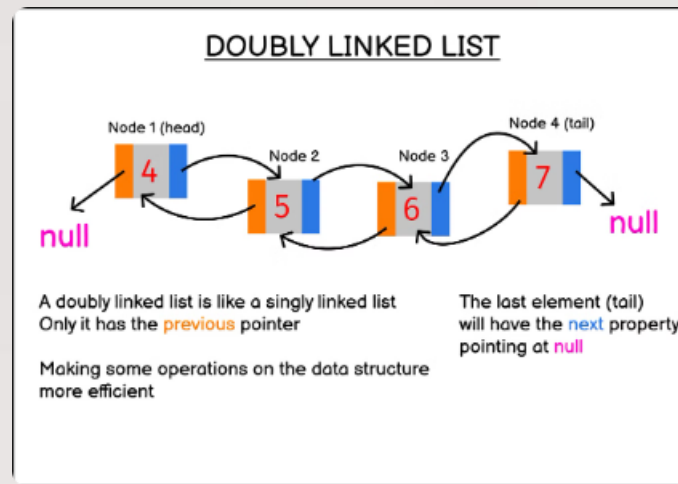 DOUBLY LINKED LIST
Node 1 (head)
Node 2
Node 3
Node 4 (tail)
4
5
6
7
null
null
A doubly linked list is like a singly linked list
Only it has the previous pointer
Making some operations on the data structure
more efficient
The last element (tail)
will have the next property
pointing at null